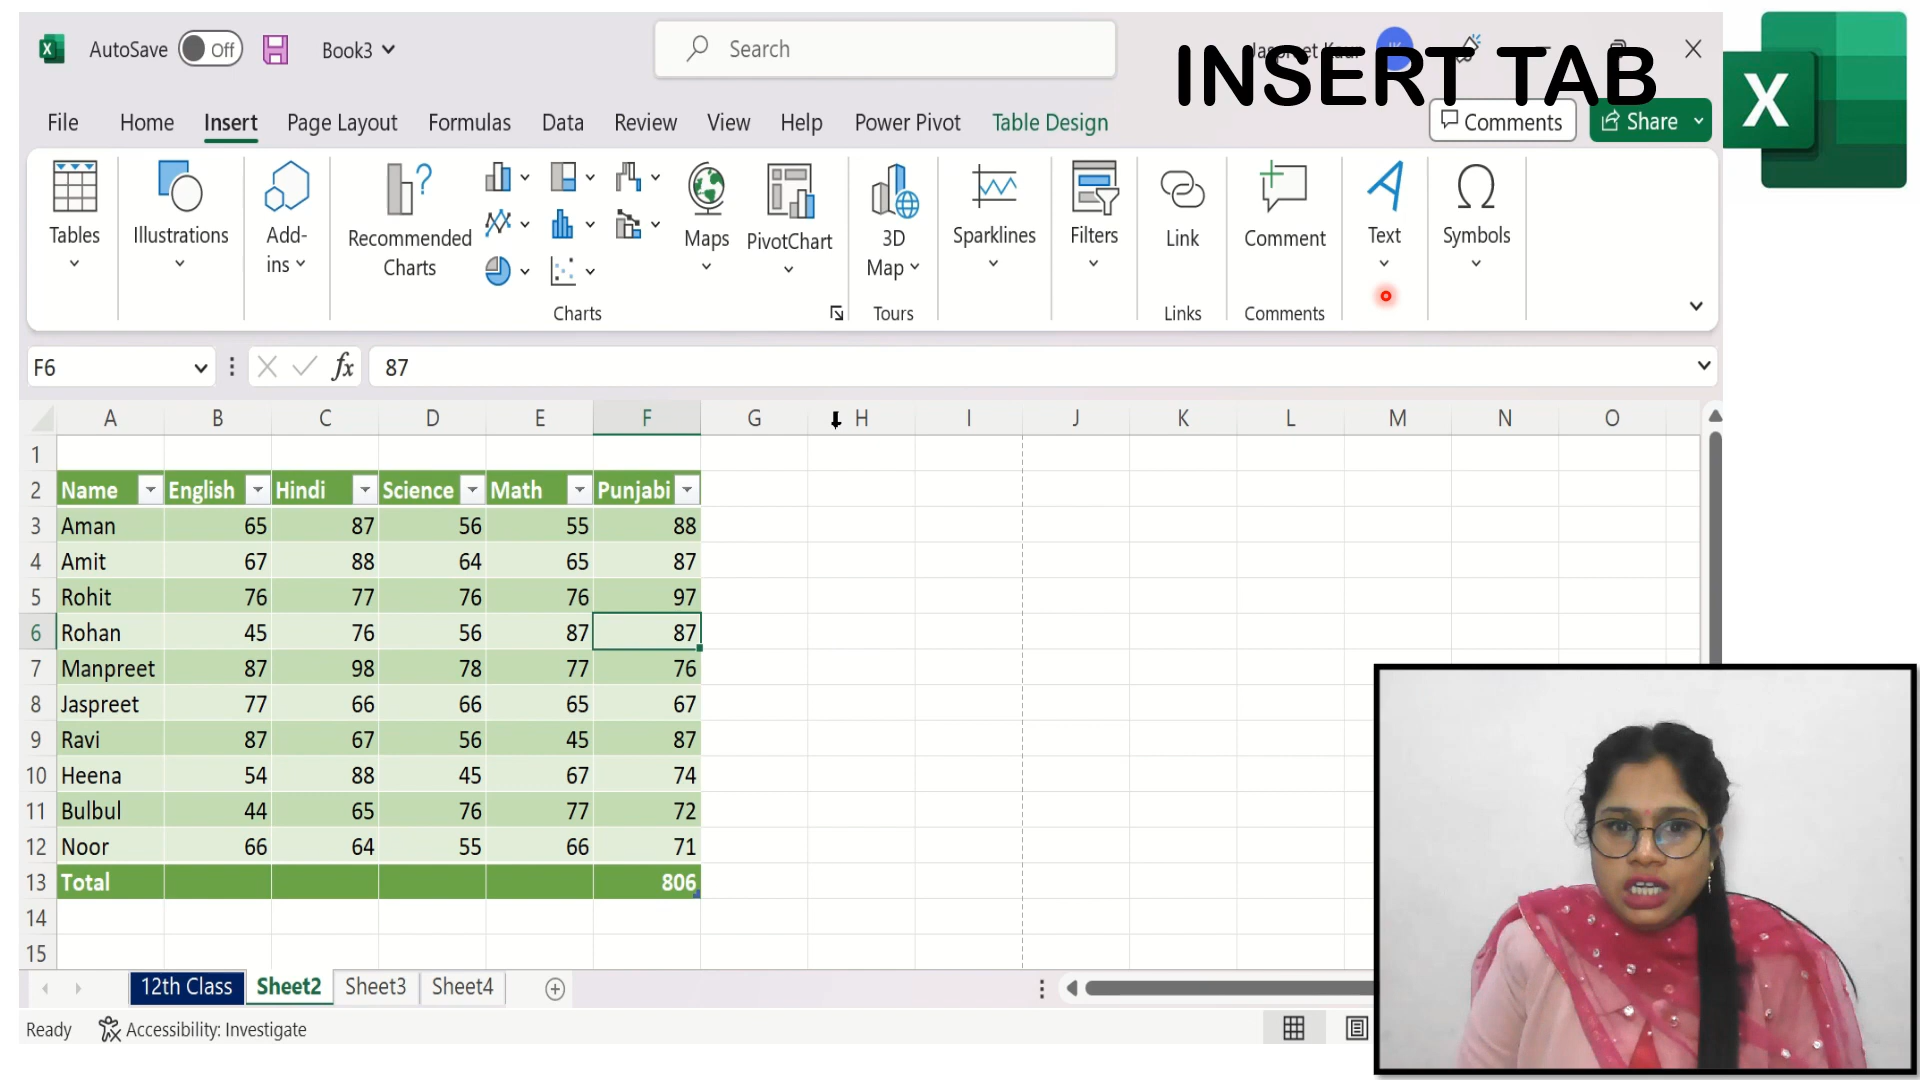 AutoSave Off Book3 Search
INSERT TAB
File Home Insert Page Layout Formulas Data Review View Help Power Pivot Table Design Comments Share
Tables Illustrations Add-ins Recommended Charts Maps PivotChart 3D Map Sparklines Filters Link Comment Text Symbols
Charts Tours Links Comments
F6 fx 87
A B C D E F G H I J K L M N O
1
2 Name English Hindi Science Math Punjabi
3 Aman 65 87 56 55 88
4 Amit 67 88 64 65 87
5 Rohit 76 77 76 76 97
6 Rohan 45 76 56 87 87
7 Manpreet 87 98 78 77 76
8 Jaspreet 77 66 66 65 67
9 Ravi 87 67 56 45 87
10 Heena 54 88 45 67 74
11 Bulbul 44 65 76 77 72
12 Noor 66 64 55 66 71
13 Total 806
14
15
12th Class Sheet2 Sheet3 Sheet4
Ready Accessibility: Investigate